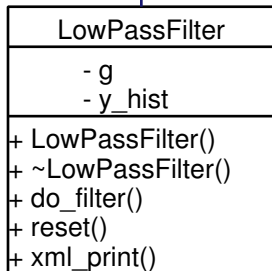 LowPassFilter
- g
- y_hist
+ LowPassFilter()
+ ~LowPassFilter()
+ do_filter()
+ reset()
+ xml_print()